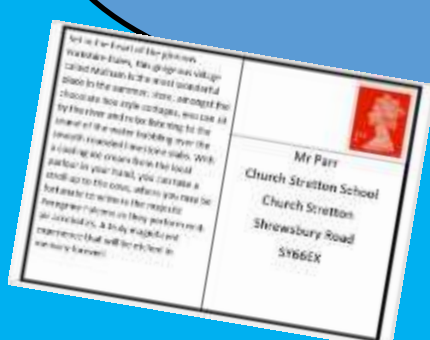 Set in the heart of the glorious
Yorkshire Dales, this gorgeous village
called Malham is the most wonderful
place in the summer. Here, amongst the
chocolate box style cottages, you can sit
by the river and relax listening to the
sound of the water bubbling over the
smooth rounded limestone slabs. With
a cooling ice cream from the local
parlour in your hand, you can take a
stroll up to the cove, where you may be
fortunate to witness the majestic
Peregrine Falcons as they perform mid-
air acrobatics. A truly magnificent
experience that will be etched in
memory forever!
Mr Parr
Church Stretton School
Church Stretton
Shrewsbury Road
SY66EX